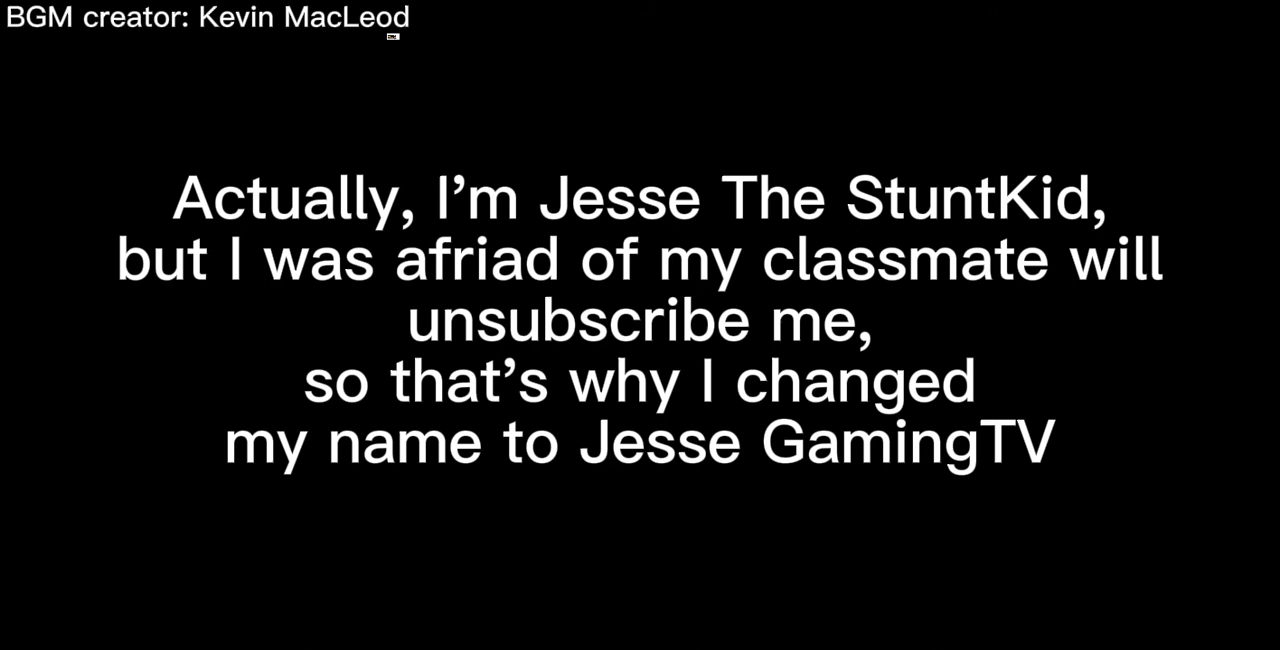 BGM creator: Kevin MacLeod
Actually, I’m Jesse The StuntKid,
but I was afriad of my classmate will
unsubscribe me,
so that’s why I changed
my name to Jesse GamingTV